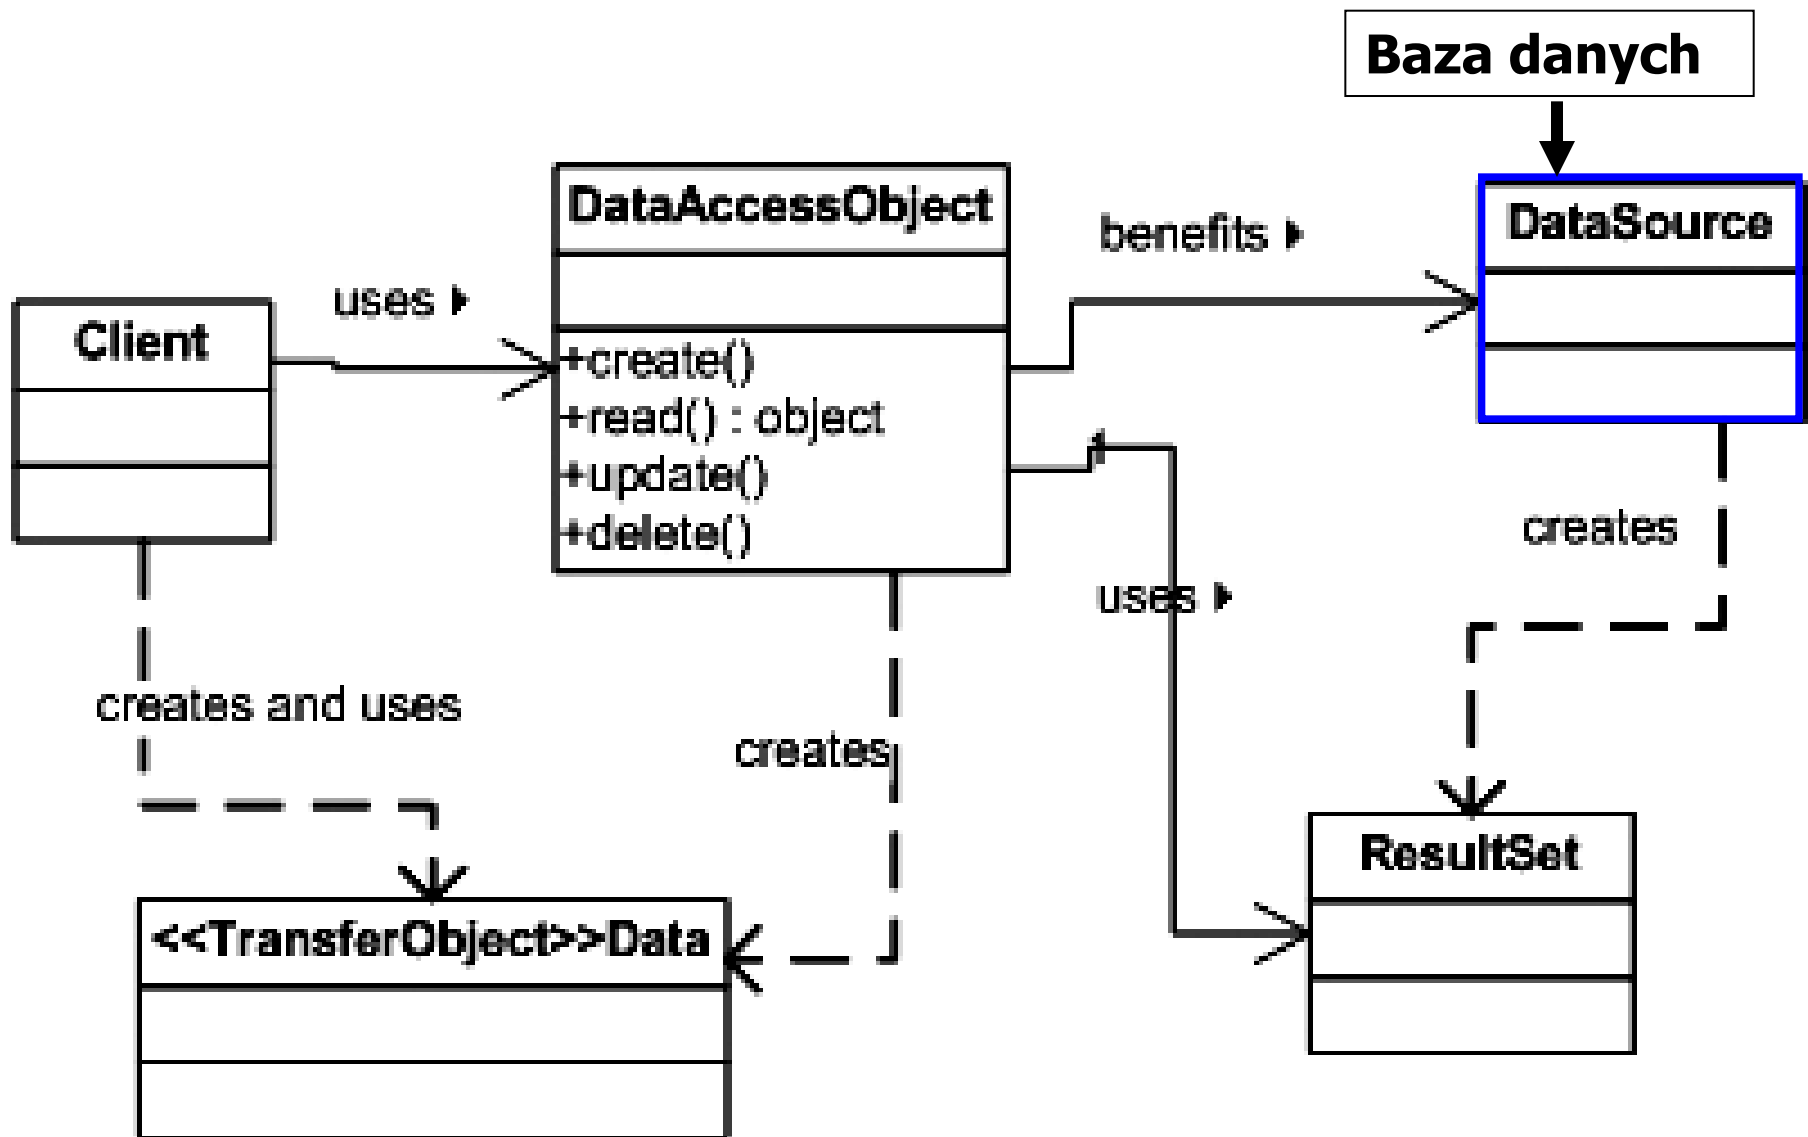 Baza danych
DataAccessObject
DataSource
benefits
uses
Client
+create()
+read() : object
+update()
+delete()
creates
uses
creates and uses
creates
ResultSet
<<TransferObject>>Data